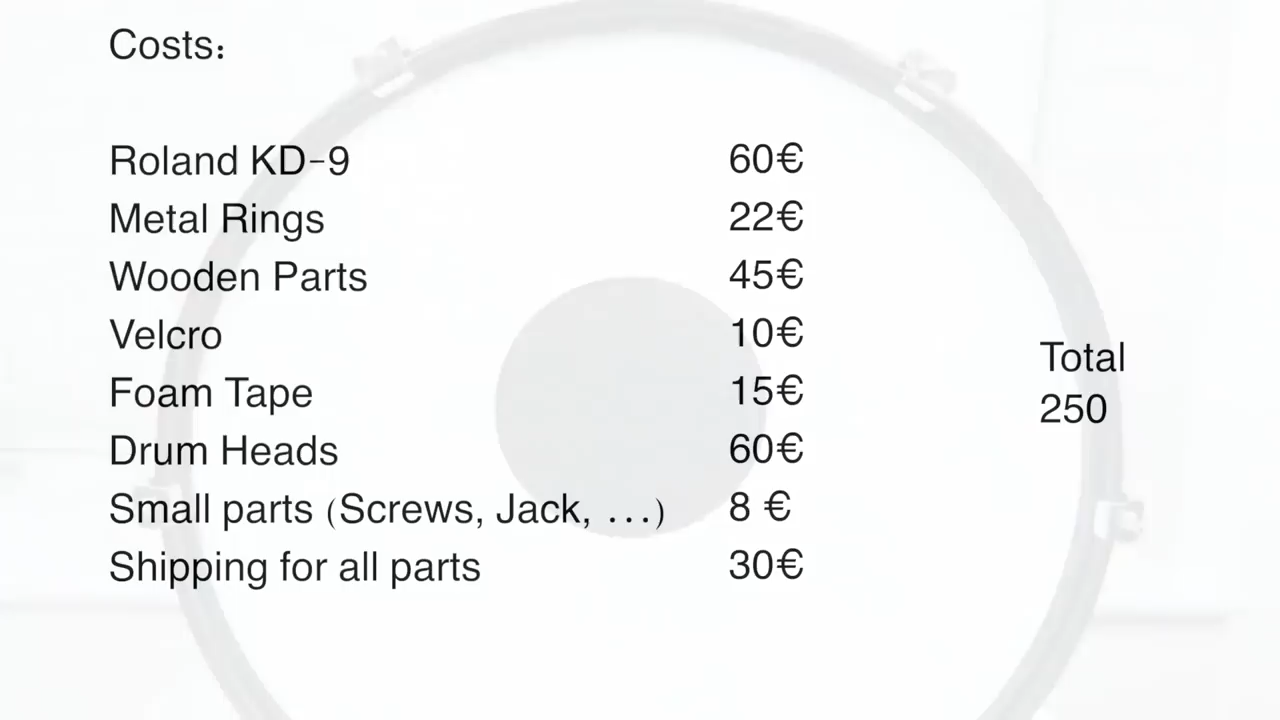 Costs:
Roland KD-9 60€
Metal Rings 22€
Wooden Parts 45€
Velcro 10€
Foam Tape 15€
Drum Heads 60€
Small parts (Screws, Jack, ...) 8 €
Shipping for all parts 30€
Total
250